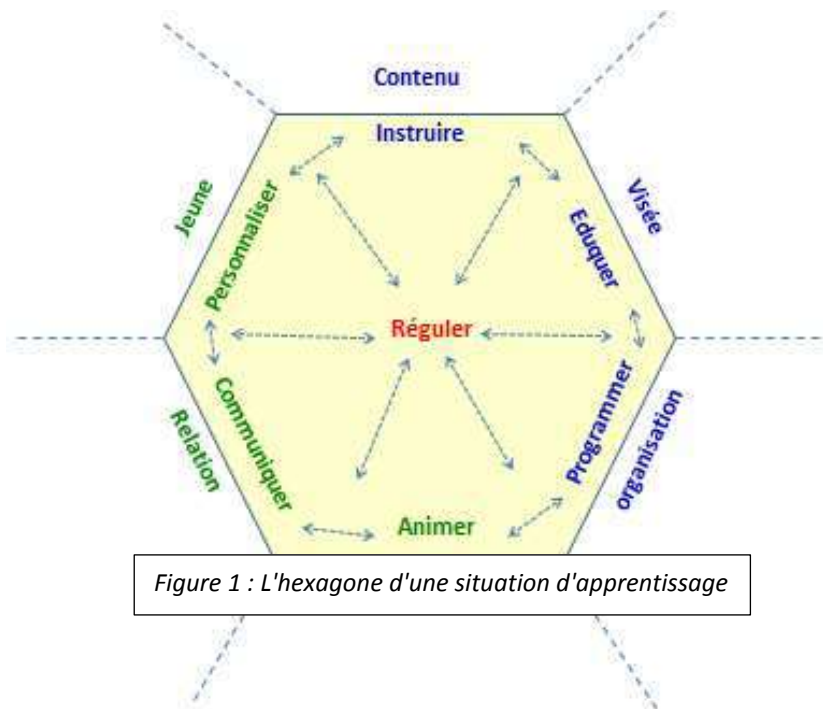 Contenu
Instruire
Jeune
Personnaliser
Visée
Eduquer
Réguler
Relation
Communiquer
Programmer
organisation
Animer
Figure 1 : L'hexagone d'une situation d'apprentissage